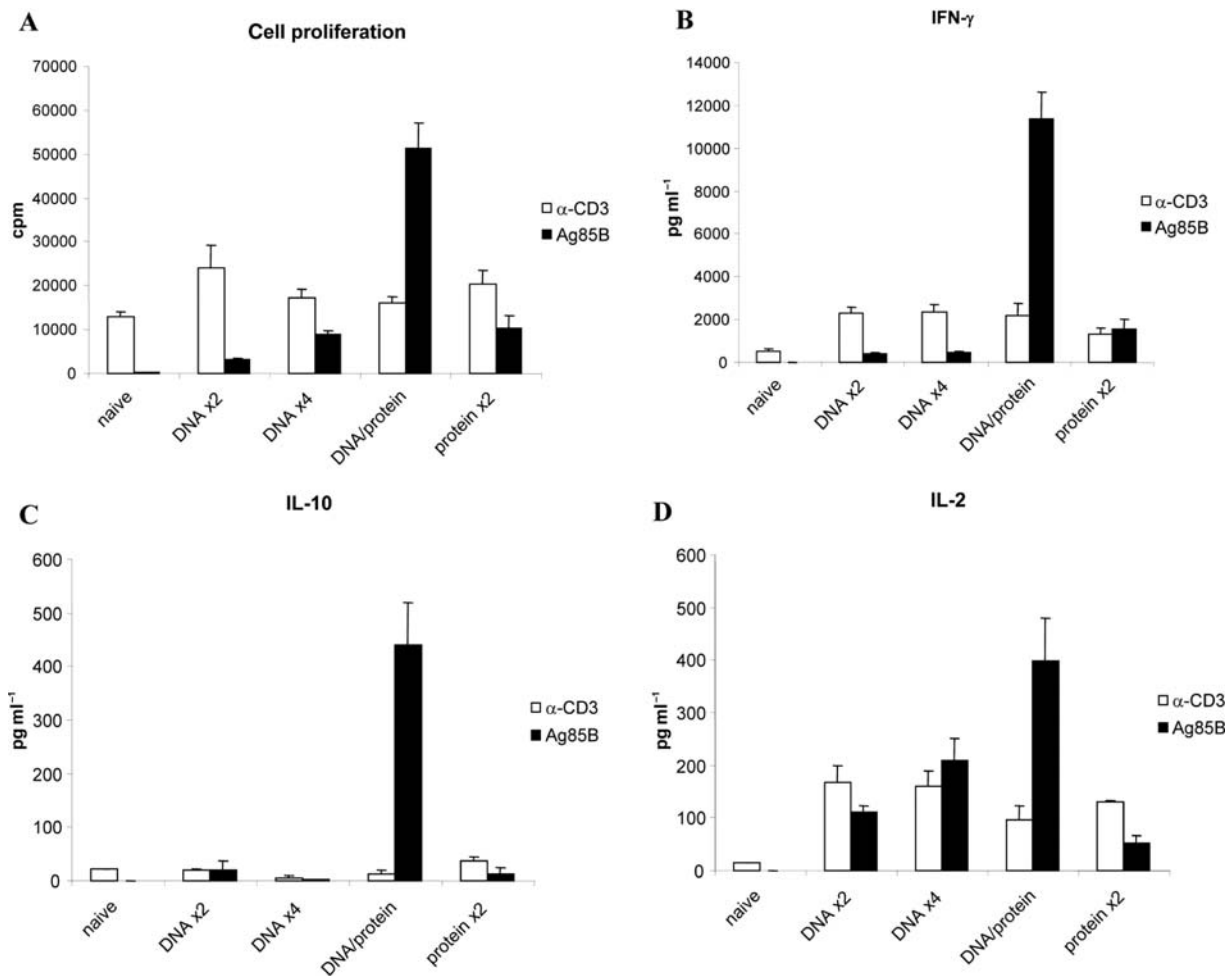 A
Cell proliferation
70000
60000
50000
40000
30000
20000
10000
0
cpm
α-CD3
Ag85B
naive
DNA x2
DNA x4
DNA/protein
protein x2
B
IFN-γ
14000
12000
10000
8000
6000
4000
2000
0
pg ml⁻¹
α-CD3
Ag85B
naive
DNA x2
DNA x4
DNA/protein
protein x2
C
IL-10
600
500
400
300
200
100
0
pg ml⁻¹
α-CD3
Ag85B
naive
DNA x2
DNA x4
DNA/protein
protein x2
D
IL-2
600
500
400
300
200
100
0
pg ml⁻¹
α-CD3
Ag85B
naive
DNA x2
DNA x4
DNA/protein
protein x2